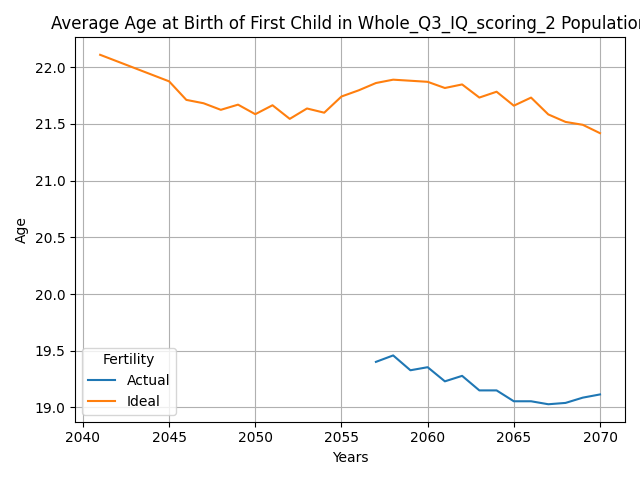 Average Age at Birth of First Child in Whole_Q3_IQ_scoring_2 Population
22.0
21.5
21.0
20.5
20.0
19.5
19.0
Age
Fertility
Actual
Ideal
2040 2045 2050 2055 2060 2065 2070
Years